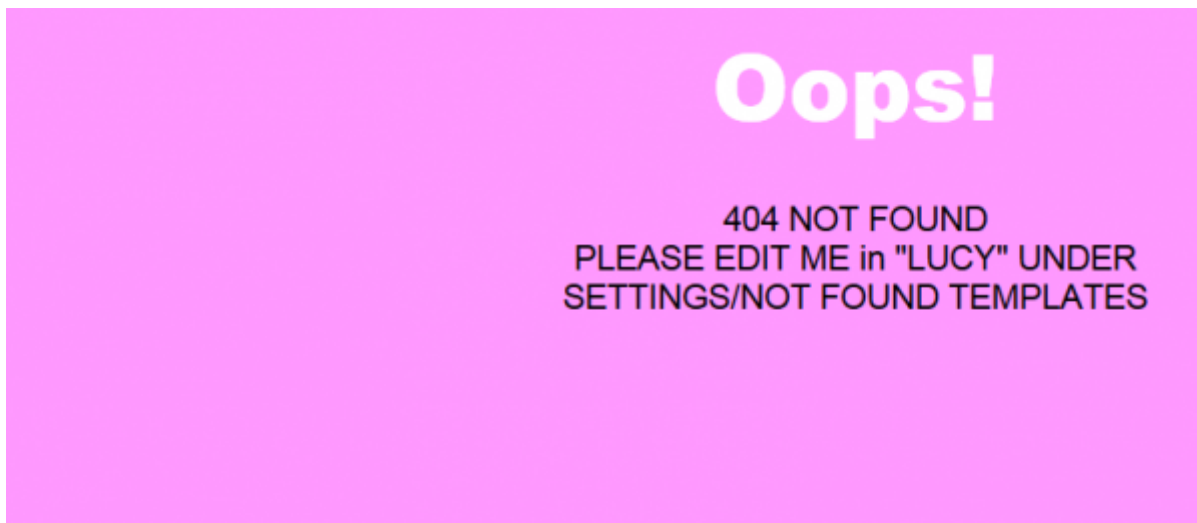 Oops!
404 NOT FOUND
PLEASE EDIT ME in "LUCY" UNDER
SETTINGS/NOT FOUND TEMPLATES